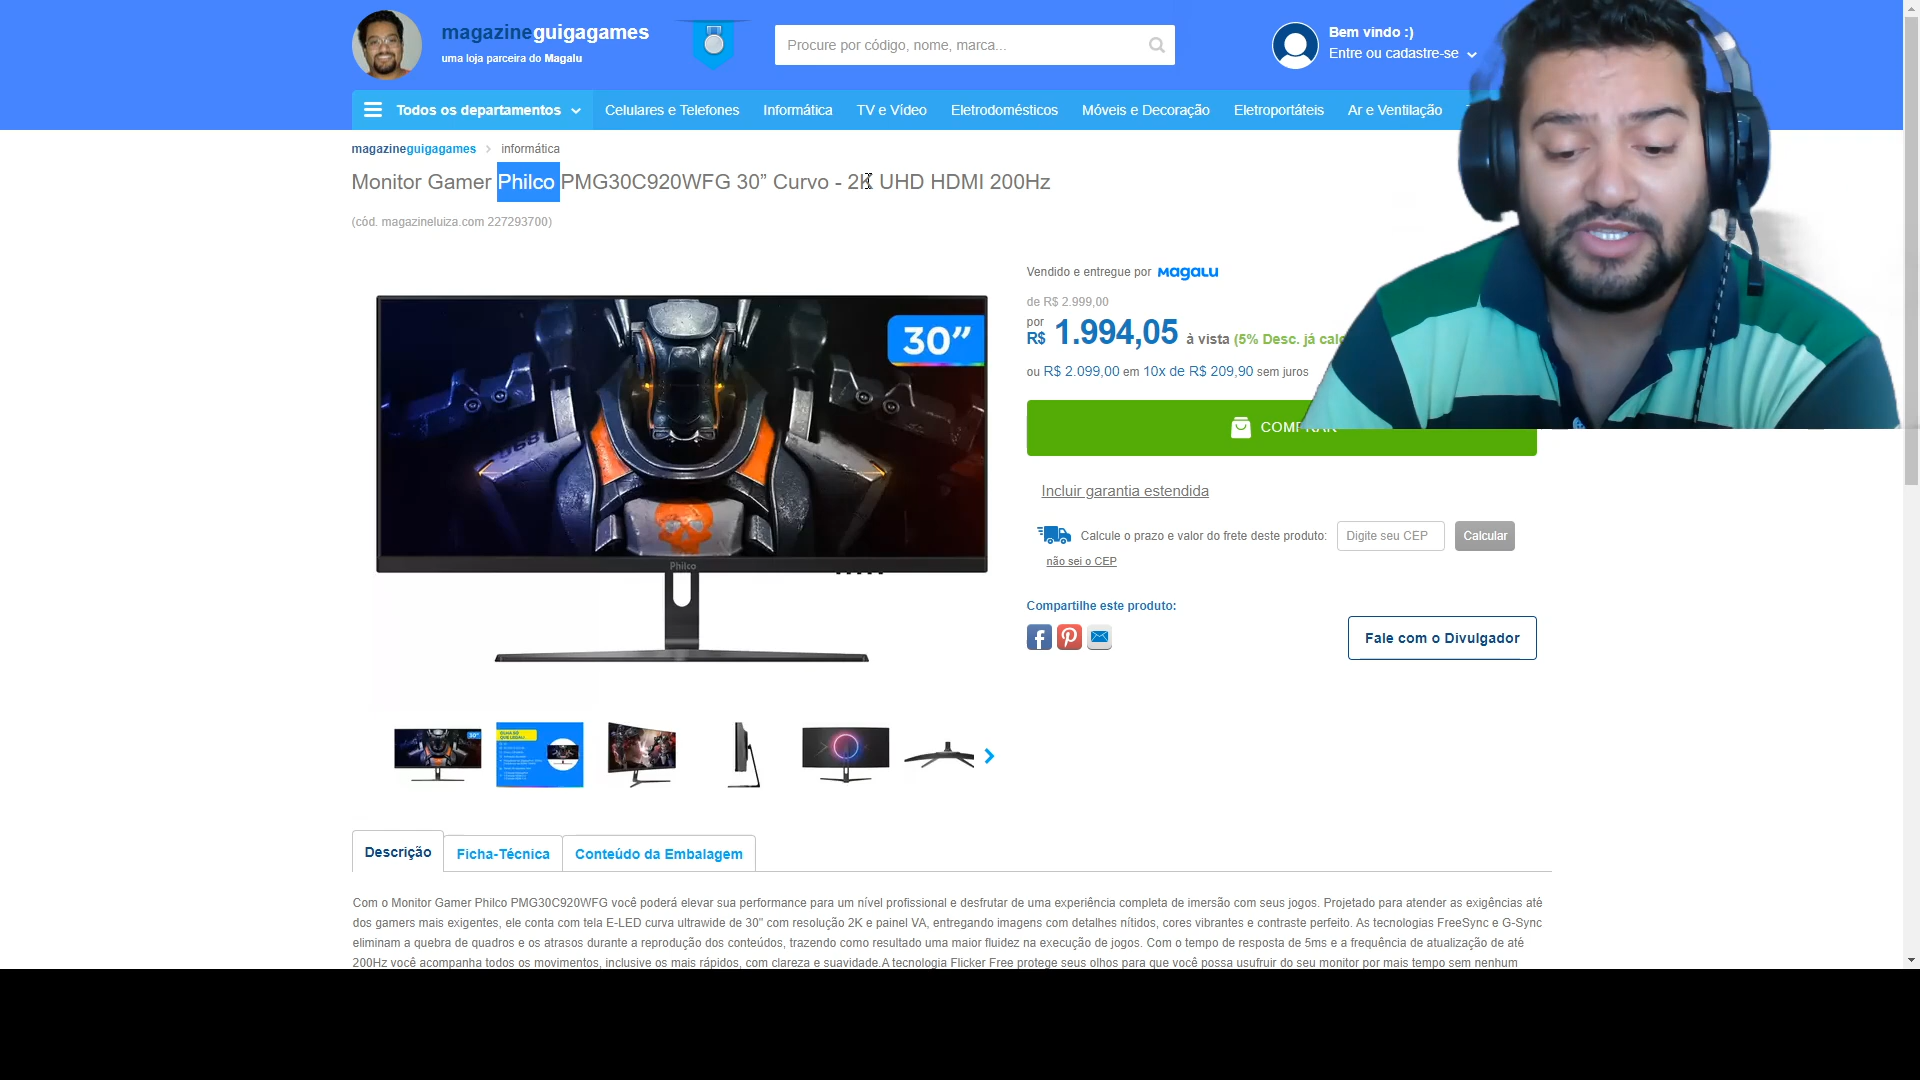 magazineguigagames
uma loja parceira do Magalu
Procure por código, nome, marca...
Bem vindo :)
Entre ou cadastre-se
Todos os departamentos
Celulares e Telefones
Informática
TV e Vídeo
Eletrodomésticos
Móveis e Decoração
Eletroportáteis
Ar e Ventilação
magazineguigagames > informática
Monitor Gamer Philco PMG30C920WFG 30” Curvo - 2K UHD HDMI 200Hz
(cód. magazineluiza.com 227293700)
30”
Philco
Vendido e entregue por Magalu
de R$ 2.999,00
por
R$ 1.994,05 à vista (5% Desc. já calc
ou R$ 2.099,00 em 10x de R$ 209,90 sem juros
COMPRAR
Incluir garantia estendida
Calcule o prazo e valor do frete deste produto:
Digite seu CEP
Calcular
não sei o CEP
Compartilhe este produto:
Fale com o Divulgador
Descrição
Ficha-Técnica
Conteúdo da Embalagem
Com o Monitor Gamer Philco PMG30C920WFG você poderá elevar sua performance para um nível profissional e desfrutar de uma experiência completa de imersão com seus jogos. Projetado para atender as exigências até
dos gamers mais exigentes, ele conta com tela E-LED curva ultrawide de 30" com resolução 2K e painel VA, entregando imagens com detalhes nítidos, cores vibrantes e contraste perfeito. As tecnologias FreeSync e G-Sync
eliminam a quebra de quadros e os atrasos durante a reprodução dos conteúdos, trazendo como resultado uma maior fluidez na execução de jogos. Com o tempo de resposta de 5ms e a frequência de atualização de até
200Hz você acompanha todos os movimentos, inclusive os mais rápidos, com clareza e suavidade.A tecnologia Flicker Free protege seus olhos para que você possa usufruir do seu monitor por mais tempo sem nenhum